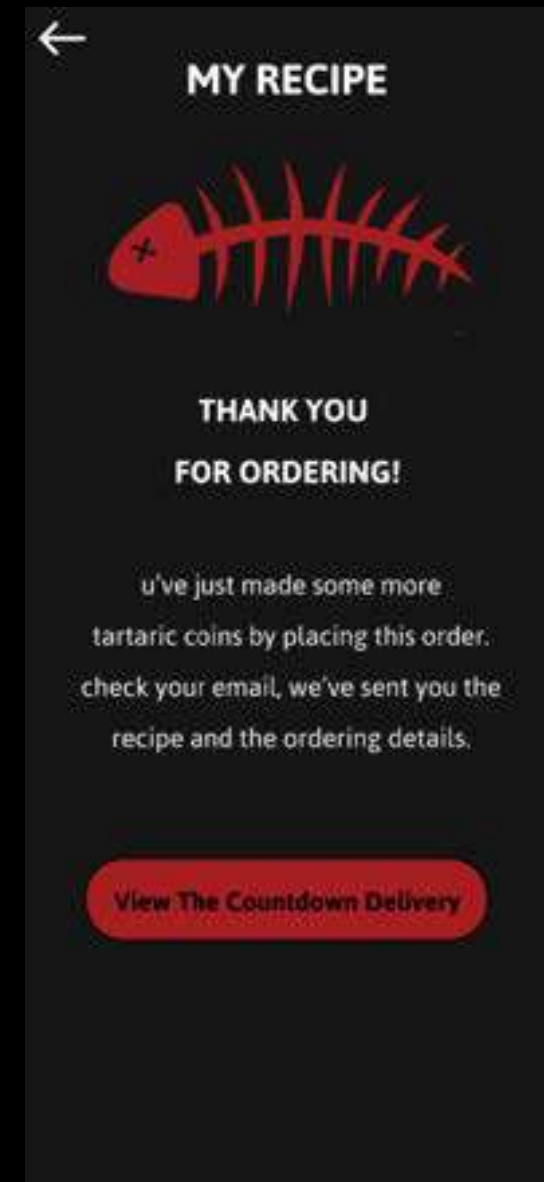 MY RECIPE
THANK YOU
FOR ORDERING!
u've just made some more
tartaric coins by placing this order.
check your email, we've sent you the
recipe and the ordering details.
View The Countdown Delivery